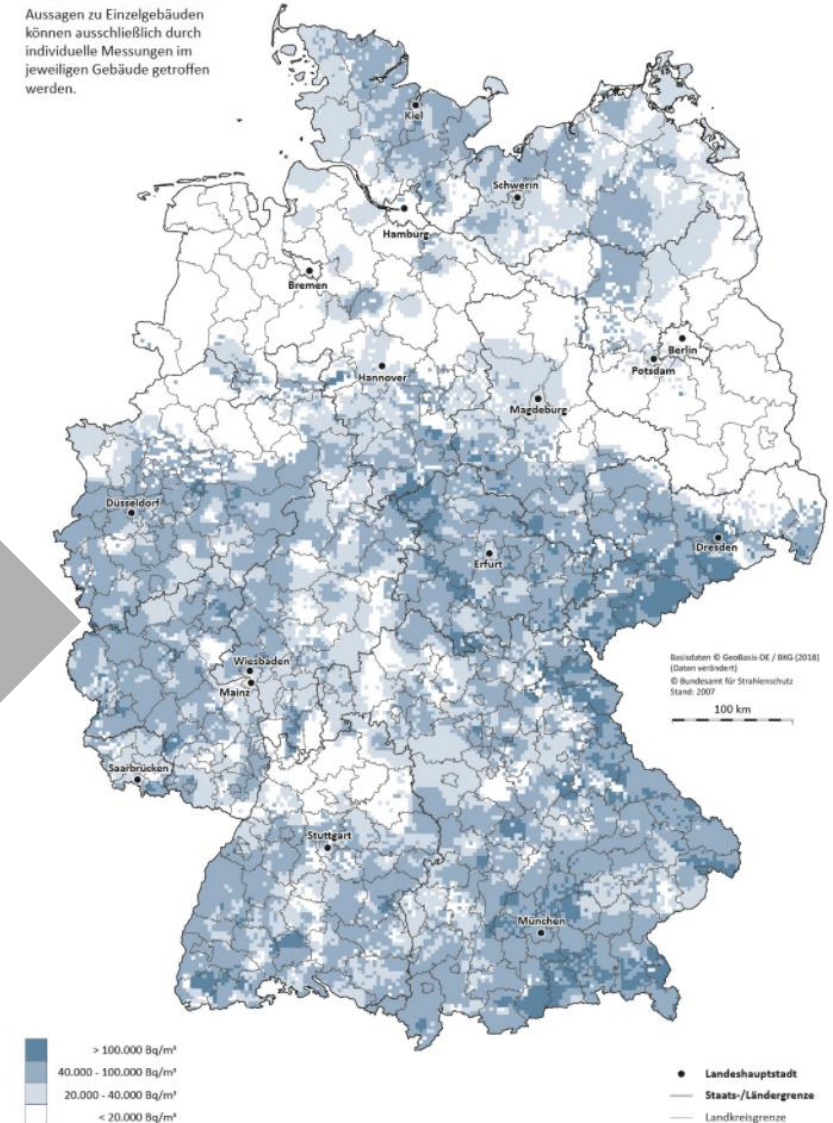 Aussagen zu Einzelgebäuden
können ausschließlich durch
individuelle Messungen im
jeweiligen Gebäude getroffen
werden.
Kiel
Schwerin
Hamburg
Bremen
Berlin
Potsdam
Hannover
Magdeburg
Düsseldorf
Dresden
Erfurt
Wiesbaden
Mainz
Basisdaten © GeoBasis-DE / BKG (2018)
(Daten verändert)
© Bundesamt für Strahlenschutz
Stand: 2007
100 km
Saarbrücken
Stuttgart
München
> 100.000 Bq/m³
40.000 - 100.000 Bq/m³
20.000 - 40.000 Bq/m³
< 20.000 Bq/m³
Landeshauptstadt
Staats-/Ländergrenze
Landkreisgrenze